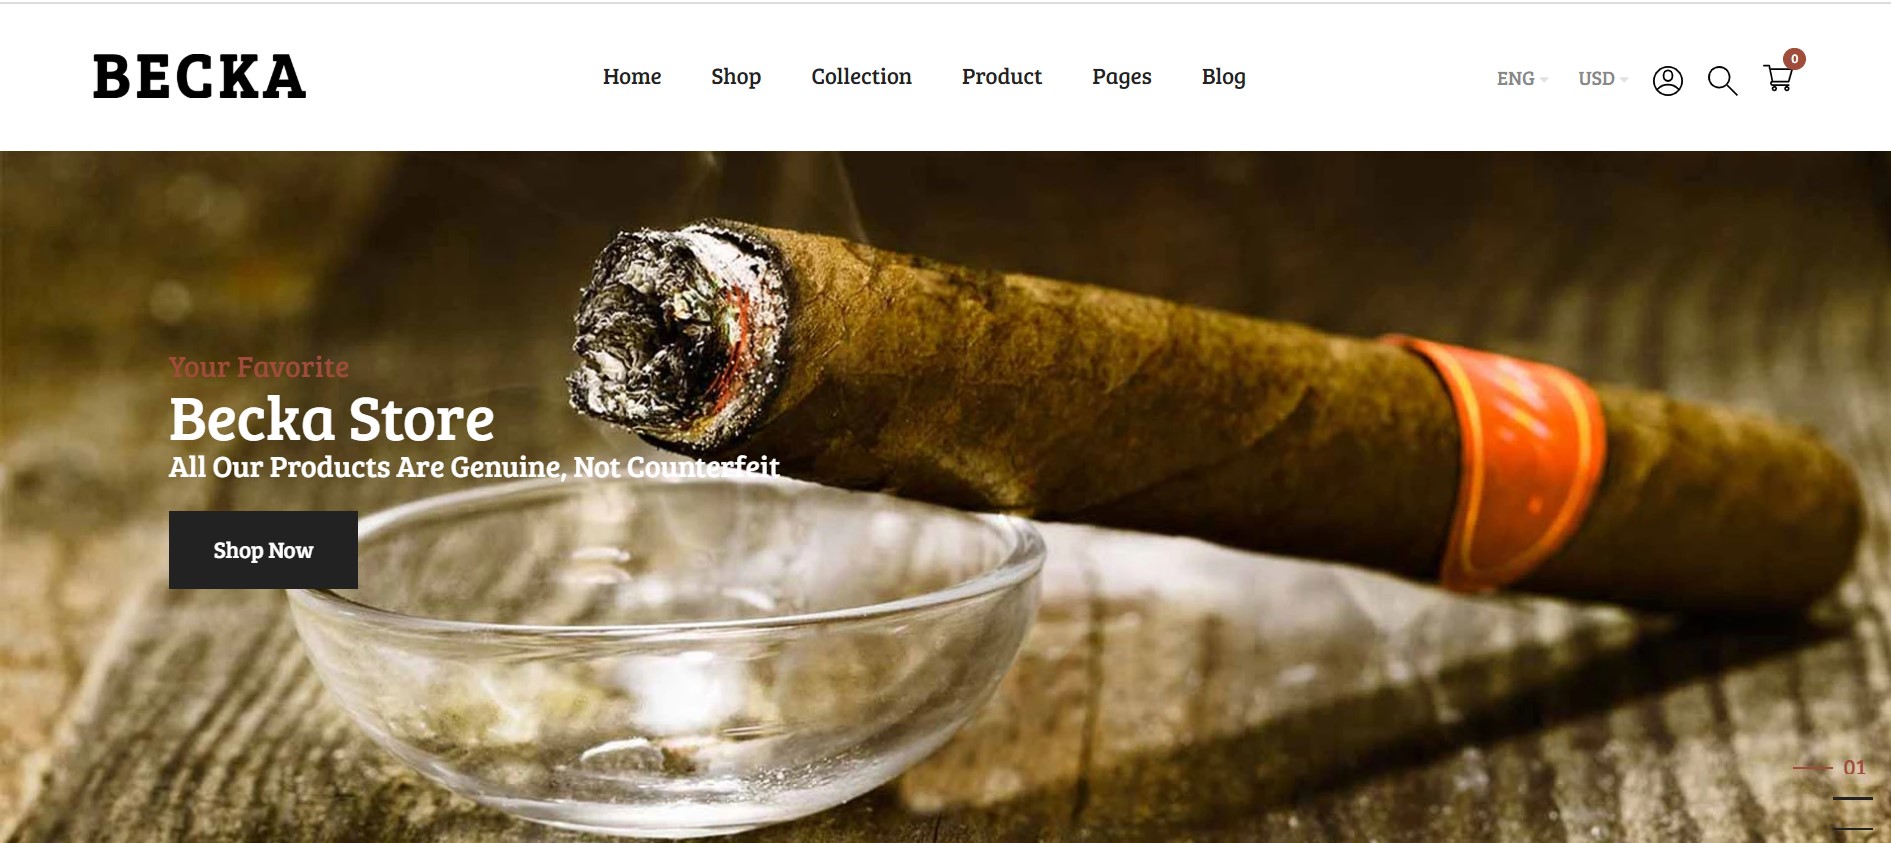 BECKA
Home Shop Collection Product Pages Blog
ENG USD 0
Your Favorite
Becka Store
All Our Products Are Genuine, Not Counterfeit
Shop Now
01